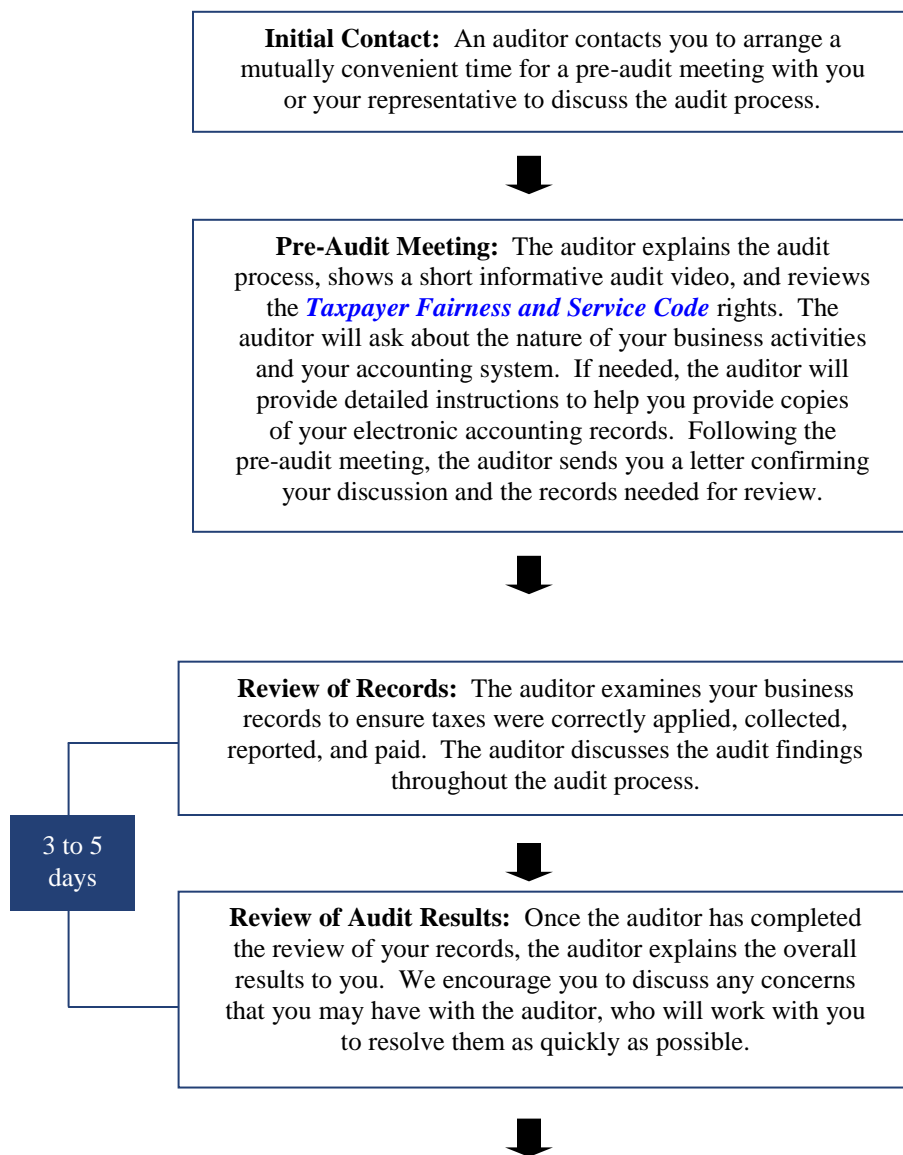 Initial Contact: An auditor contacts you to arrange a
mutually convenient time for a pre-audit meeting with you
or your representative to discuss the audit process.
Pre-Audit Meeting: The auditor explains the audit
process, shows a short informative audit video, and reviews
the Taxpayer Fairness and Service Code rights. The
auditor will ask about the nature of your business activities
and your accounting system. If needed, the auditor will
provide detailed instructions to help you provide copies
of your electronic accounting records. Following the
pre-audit meeting, the auditor sends you a letter confirming
your discussion and the records needed for review.
Review of Records: The auditor examines your business
records to ensure taxes were correctly applied, collected,
reported, and paid. The auditor discusses the audit findings
throughout the audit process.
3 to 5
days
Review of Audit Results: Once the auditor has completed
the review of your records, the auditor explains the overall
results to you. We encourage you to discuss any concerns
that you may have with the auditor, who will work with you
to resolve them as quickly as possible.